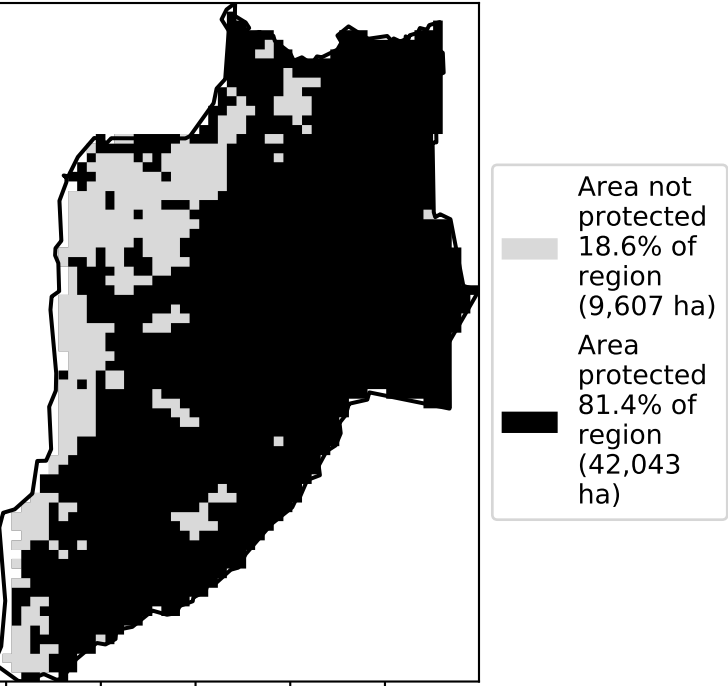 Area not
protected
18.6% of
region
(9,607 ha)
Area
protected
81.4% of
region
(42,043
ha)